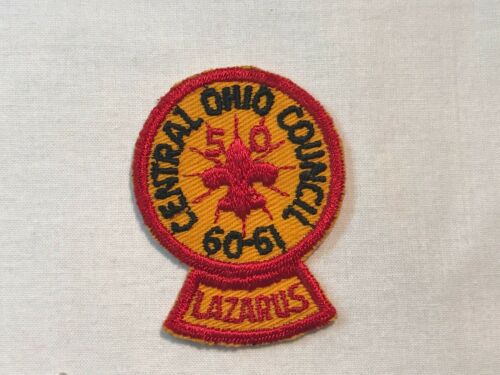 CENTRAL OHIO COUNCIL
50
60-61
LAZARUS